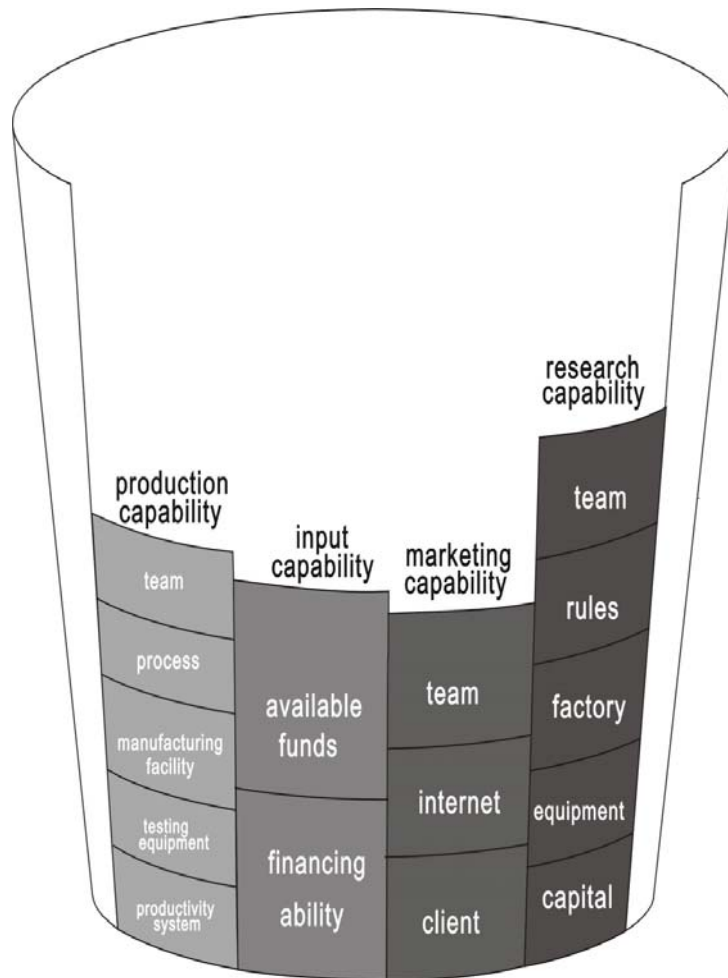 production
capability
team
process
manufacturing
facility
testing
equipment
productivity
system
input
capability
available
funds
financing
ability
marketing
capability
team
internet
client
research
capability
team
rules
factory
equipment
capital